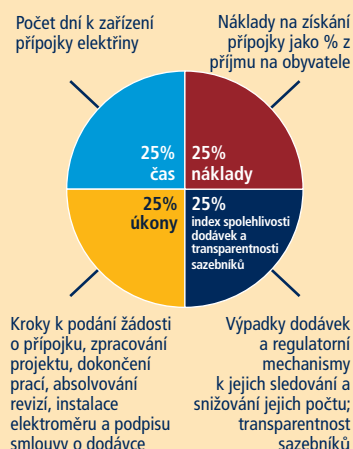 Počet dní k zařízení
přípojky elektřiny
Náklady na získání
přípojky jako % z
příjmu na obyvatele
25%
čas
25%
náklady
25%
úkony
25%
index spolehlivosti
dodávek a
transparentnosti
sazebníků
Kroky k podání žádosti
o přípojku, zpracování
projektu, dokončení
prací, absolvování
revizí, instalace
elektroměru a podpisu
smlouvy o dodávce
Výpadky dodávek
a regulatorní
mechanismy
k jejich sledování a
snižování jejich počtu;
transparentnost
sazebníků